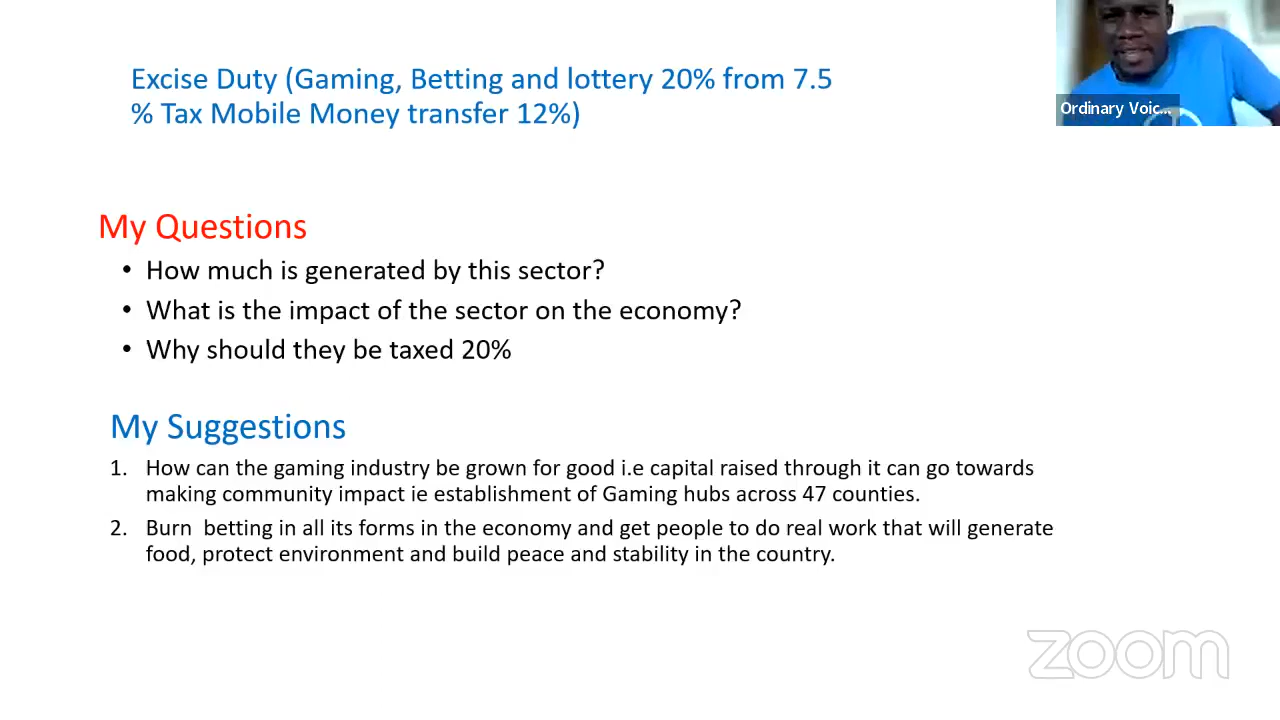 Excise Duty (Gaming, Betting and lottery 20% from 7.5
% Tax Mobile Money transfer 12%)
Ordinary Voic...
My Questions
• How much is generated by this sector?
• What is the impact of the sector on the economy?
• Why should they be taxed 20%
My Suggestions
1. How can the gaming industry be grown for good i.e capital raised through it can go towards
making community impact ie establishment of Gaming hubs across 47 counties.
2. Burn betting in all its forms in the economy and get people to do real work that will generate
food, protect environment and build peace and stability in the country.
zoom